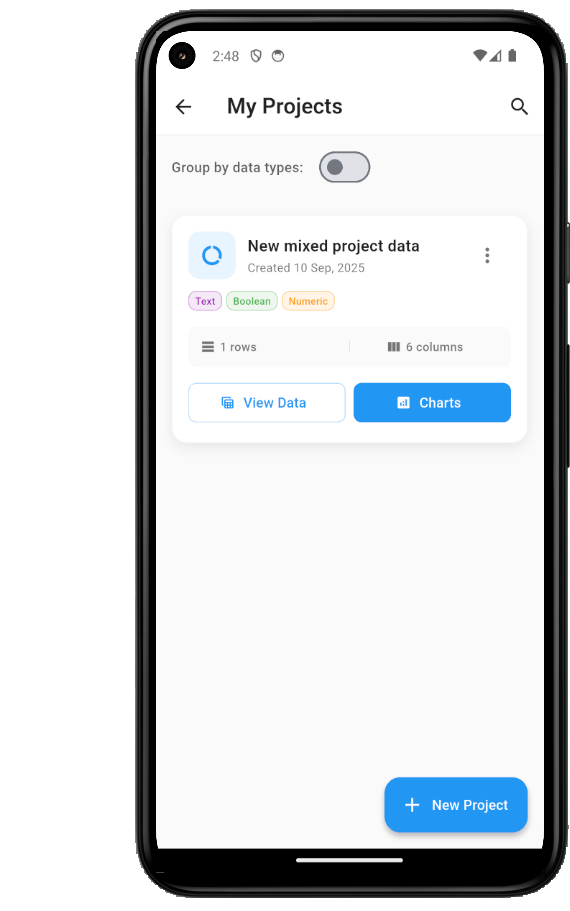 2:48
My Projects
Group by data types:
New mixed project data
Created 10 Sep, 2025
Text Boolean Numeric
1 rows 6 columns
View Data Charts
New Project